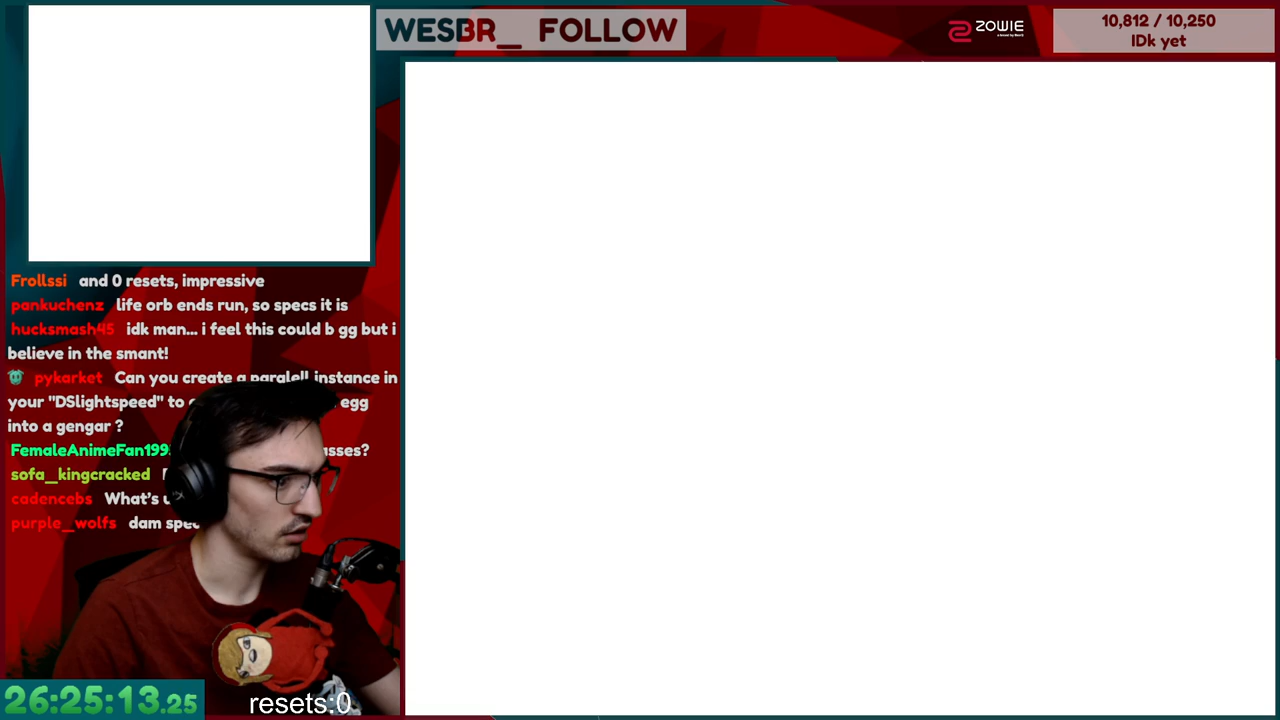 WESBR_ FOLLOW
ZOWIE
10,812 / 10,250
IDk yet
Frollssi and 0 resets, impressive
pankuchenz life orb ends run, so specs it is
hucksmash45 idk man... i feel this could b gg but i
believe in the smant!
pykarket Can you create a paralell instance in
your "DSlightspeed" to egg
into a gengar ?
FemaleAnimeFan199
sofa_kingcracked
cadencebs What's
purple_wolfs dam
26:25:13.25
resets:0